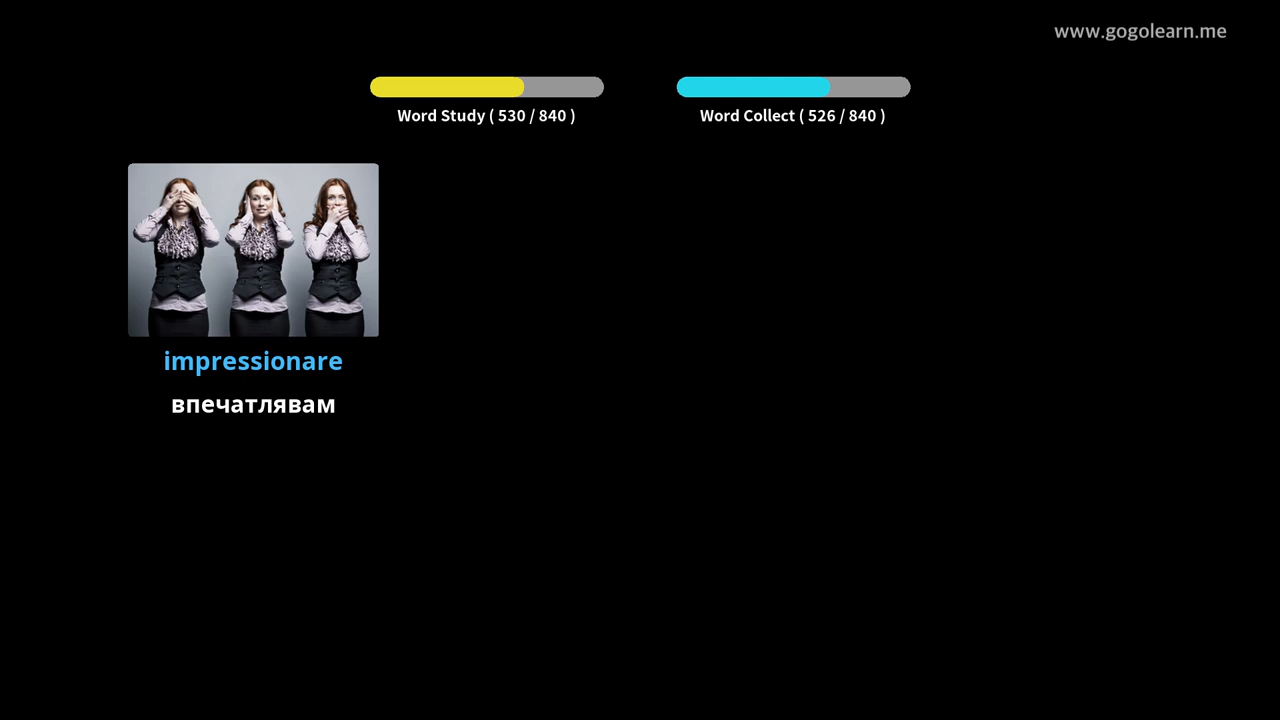 www.gogolearn.me
Word Study ( 530 / 840 )
Word Collect ( 526 / 840 )
impressionare
впечатлявам